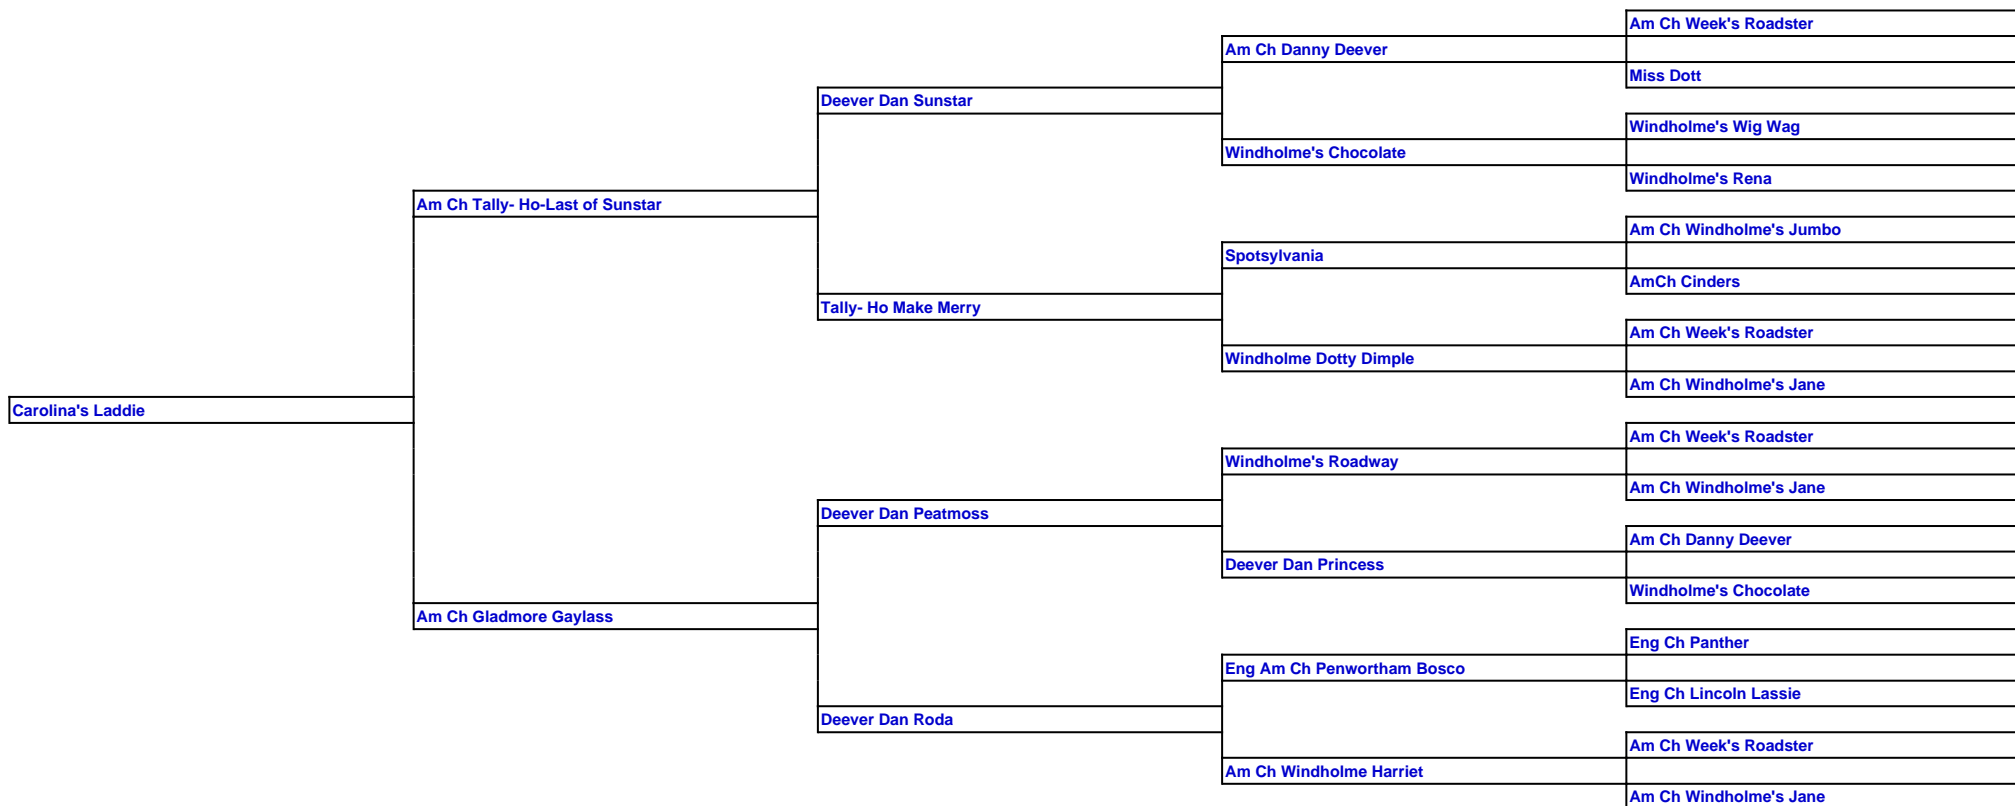 Am Ch Week's Roadster
Am Ch Danny Deever
Miss Dott
Deever Dan Sunstar
Windholme's Wig Wag
Windholme's Chocolate
Windholme's Rena
Am Ch Tally- Ho-Last of Sunstar
Am Ch Windholme's Jumbo
Spotsylvania
AmCh Cinders
Tally- Ho Make Merry
Am Ch Week's Roadster
Windholme Dotty Dimple
Am Ch Windholme's Jane
Carolina's Laddie
Am Ch Week's Roadster
Windholme's Roadway
Am Ch Windholme's Jane
Deever Dan Peatmoss
Am Ch Danny Deever
Deever Dan Princess
Windholme's Chocolate
Am Ch Gladmore Gaylass
Eng Ch Panther
Eng Am Ch Penwortham Bosco
Eng Ch Lincoln Lassie
Deever Dan Roda
Am Ch Week's Roadster
Am Ch Windholme Harriet
Am Ch Windholme's Jane